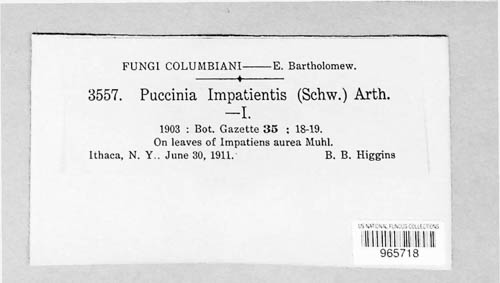 FUNGI COLUMBIANI——E. Bartholomew.
3557. Puccinia Impatientis (Schw.) Arth.
—I.
1903 : Bot. Gazette 35 : 18-19.
On leaves of Impatiens aurea Muhl.
Ithaca, N. Y.. June 30, 1911. B. B. Higgins
US NATIONAL FUNGUS COLLECTIONS
965718